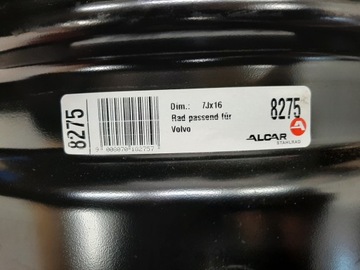 8275
Dim.: 7Jx16
Rad passend für
Volvo
8275
ALCAR
STAHLRAD